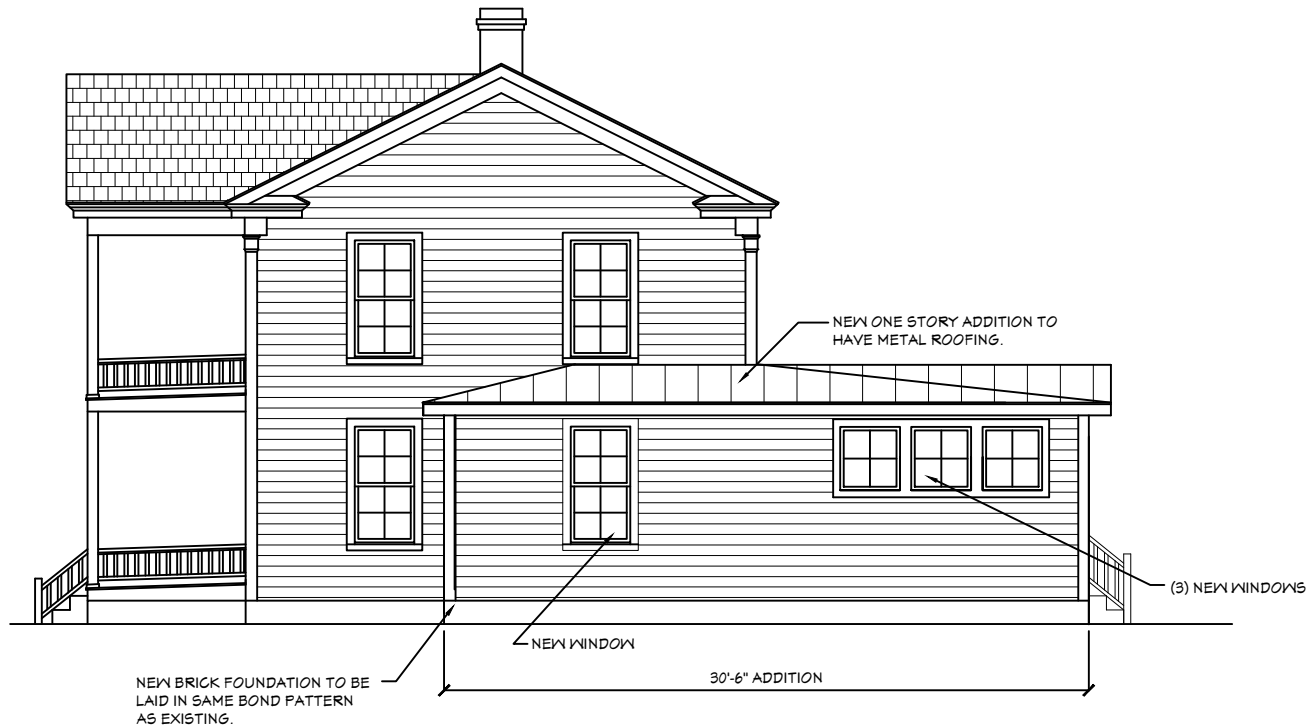 NEW ONE STORY ADDITION TO
HAVE METAL ROOFING.
(3) NEW WINDOWS
NEW WINDOW
30'-6" ADDITION
NEW BRICK FOUNDATION TO BE
LAID IN SAME BOND PATTERN
AS EXISTING.